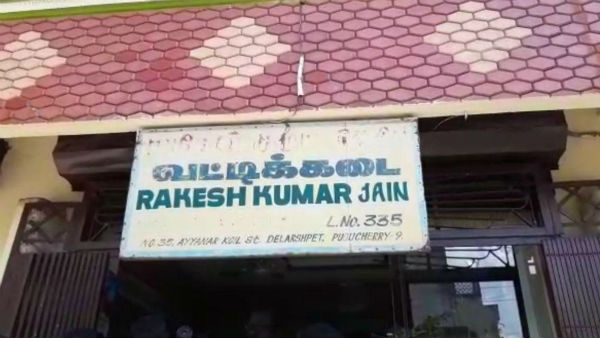 வட்டிக்கடை
RAKESH KUMAR JAIN
L.No. 335
NO 35, AYYANAR KOIL St. DELARSHPET, PUDUCHERRY 9